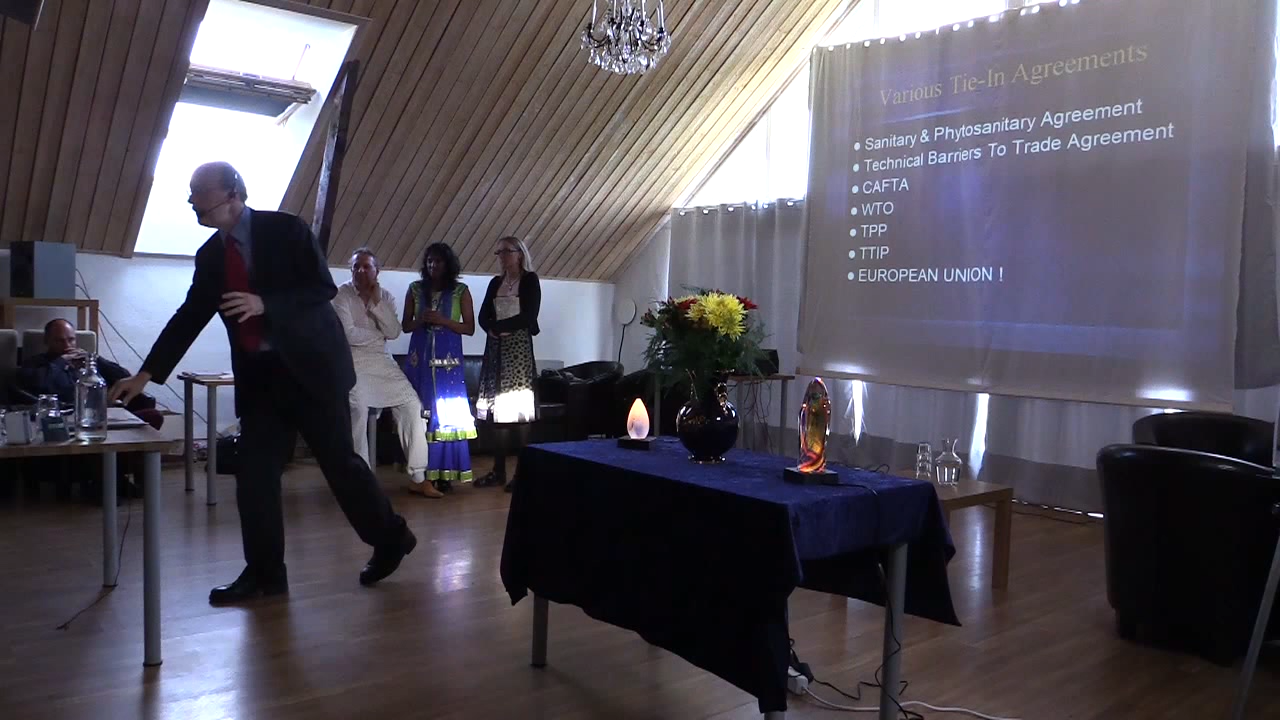 Various Tie-In Agreements
• Sanitary & Phytosanitary Agreement
• Technical Barriers To Trade Agreement
• CAFTA
• WTO
• TPP
• TTIP
• EUROPEAN UNION !